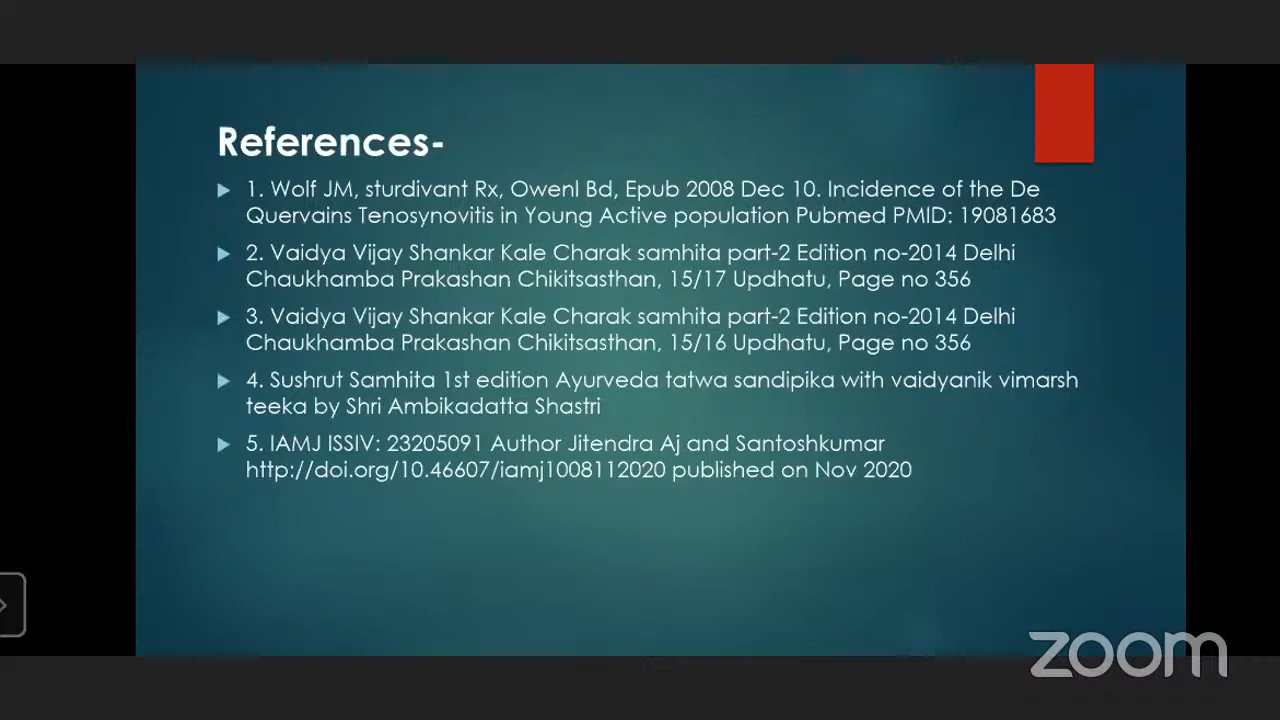 References-
1. Wolf JM, sturdivant Rx, Owenl Bd, Epub 2008 Dec 10. Incidence of the De
Quervains Tenosynovitis in Young Active population Pubmed PMID: 19081683
2. Vaidya Vijay Shankar Kale Charak samhita part-2 Edition no-2014 Delhi
Chaukhamba Prakashan Chikitsasthan, 15/17 Updhatu, Page no 356
3. Vaidya Vijay Shankar Kale Charak samhita part-2 Edition no-2014 Delhi
Chaukhamba Prakashan Chikitsasthan, 15/16 Updhatu, Page no 356
4. Sushrut Samhita 1st edition Ayurveda tatwa sandipika with vaidyanik vimarsh
teeka by Shri Ambikadatta Shastri
5. IAMJ ISSIV: 23205091 Author Jitendra Aj and Santoshkumar
http://doi.org/10.46607/iamj1008112020 published on Nov 2020
zoom